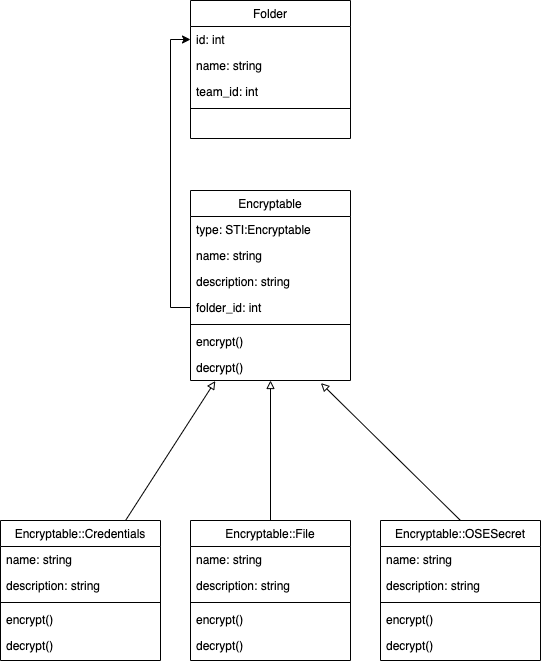 Folder
id: int
name: string
team_id: int
Encryptable
type: STI:Encryptable
name: string
description: string
folder_id: int
encrypt()
decrypt()
Encryptable::Credentials
name: string
description: string
encrypt()
decrypt()
Encryptable::File
name: string
description: string
encrypt()
decrypt()
Encryptable::OSESecret
name: string
description: string
encrypt()
decrypt()